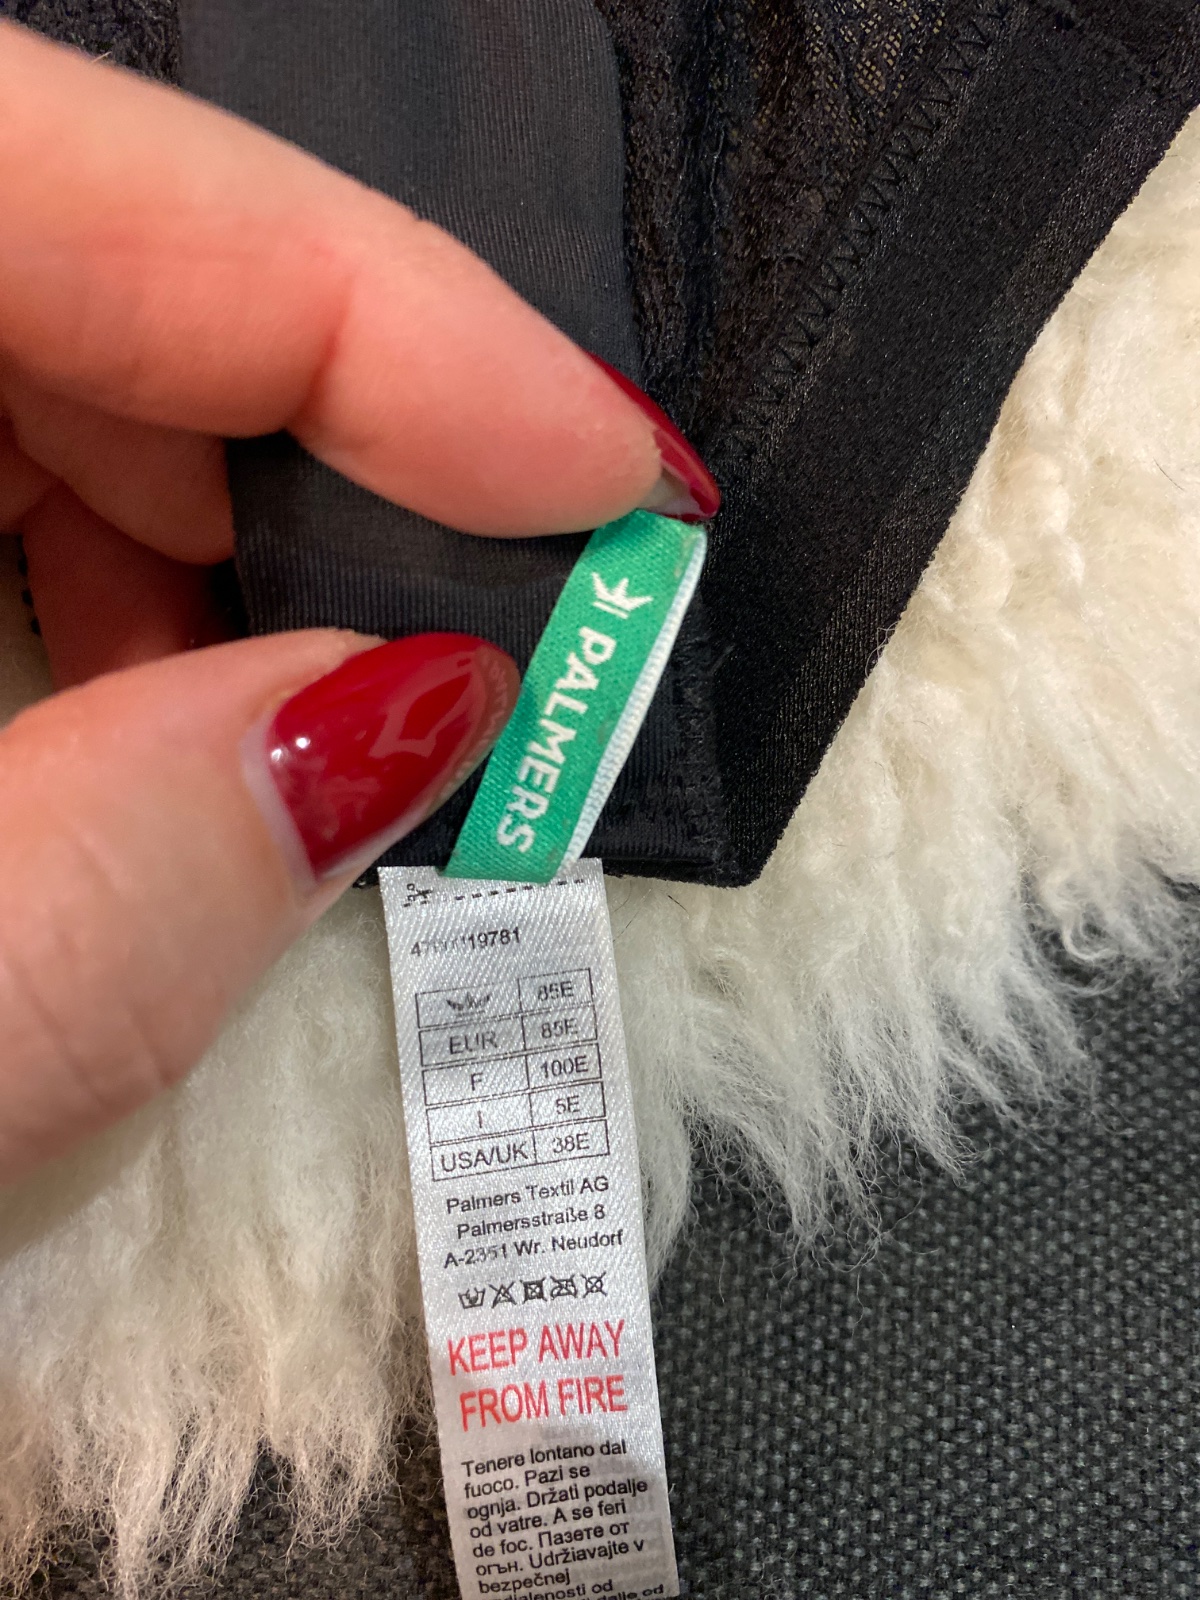 PALMERS
85E
EUR 85E
F 100E
I 5E
USA/UK 38E
Palmers Textil AG
Palmersstraße 8
A-2351 Wr. Neudorf
KEEP AWAY
FROM FIRE
Tenere lontano dal
fuoco. Pazi se
ognja. Držati podalje
od vatre. A se feri
de foc. Пазете от
огън. Udržiavajte v
bezpečnej